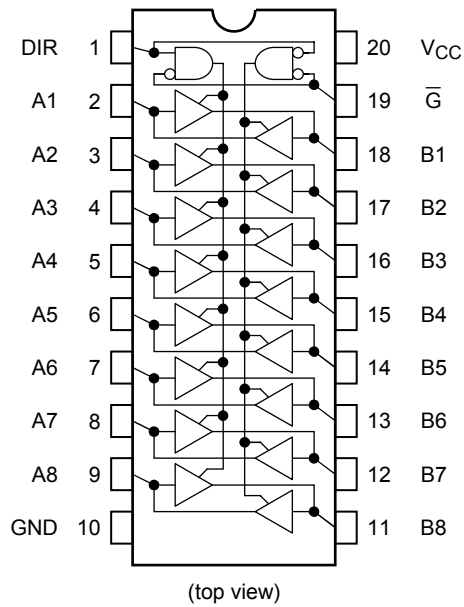 DIR 1 20 VCC
A1 2 19 G̅
A2 3 18 B1
A3 4 17 B2
A4 5 16 B3
A5 6 15 B4
A6 7 14 B5
A7 8 13 B6
A8 9 12 B7
GND 10 11 B8
(top view)